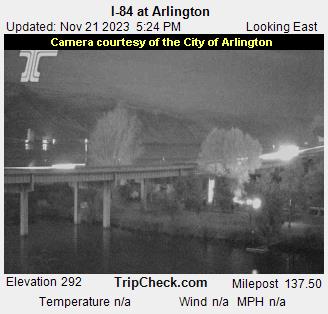 I-84 at Arlington
Updated: Nov 21 2023 5:24 PM Looking East
Camera courtesy of the City of Arlington
Elevation 292 TripCheck.com Milepost 137.50
Temperature n/a Wind n/a MPH n/a